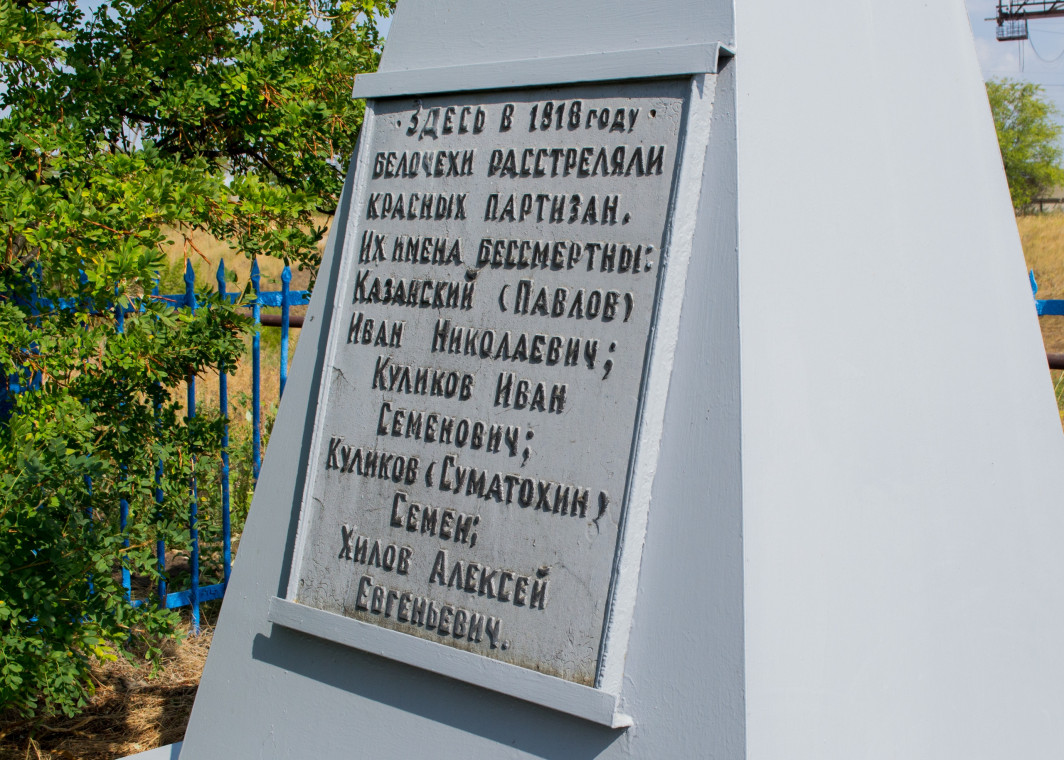 · Здесь в 1918 году ·
белочехи расстреляли
красных партизан.
Их имена бессмертны:
Казанский (Павлов)
Иван Николаевич;
Куликов Иван
Семенович;
Куликов (Суматохин)
Семен;
Хилов Алексей
Евгеньевич.